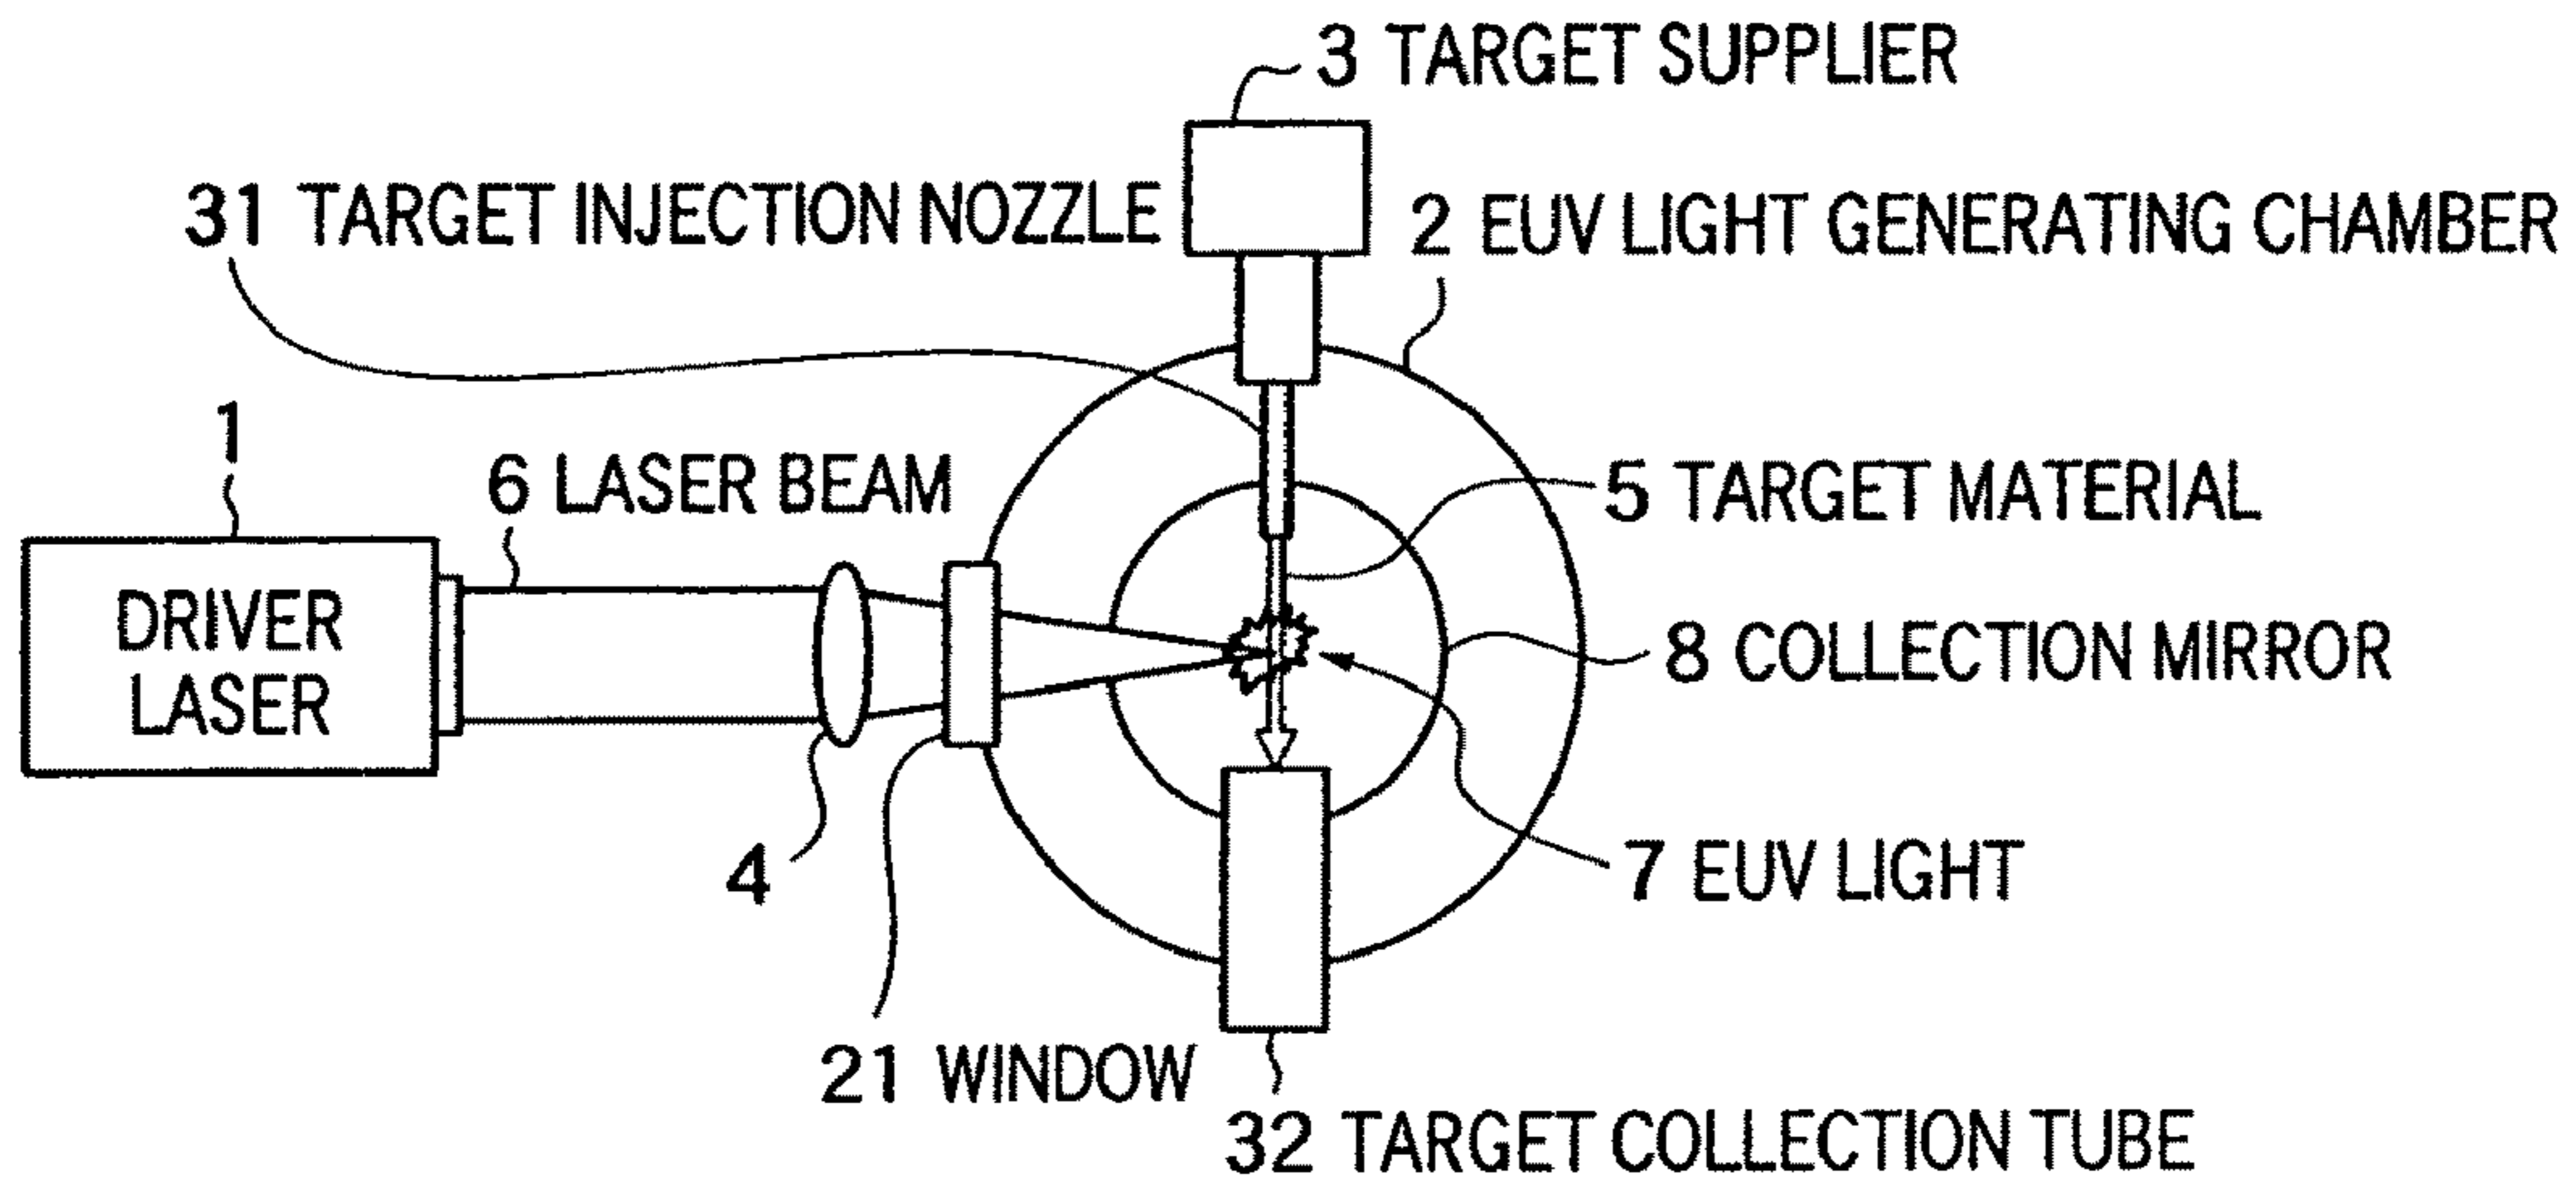 3 TARGET SUPPLIER
31 TARGET INJECTION NOZZLE
2 EUV LIGHT GENERATING CHAMBER
1
6 LASER BEAM
5 TARGET MATERIAL
DRIVER
LASER
8 COLLECTION MIRROR
4
7 EUV LIGHT
21 WINDOW
32 TARGET COLLECTION TUBE